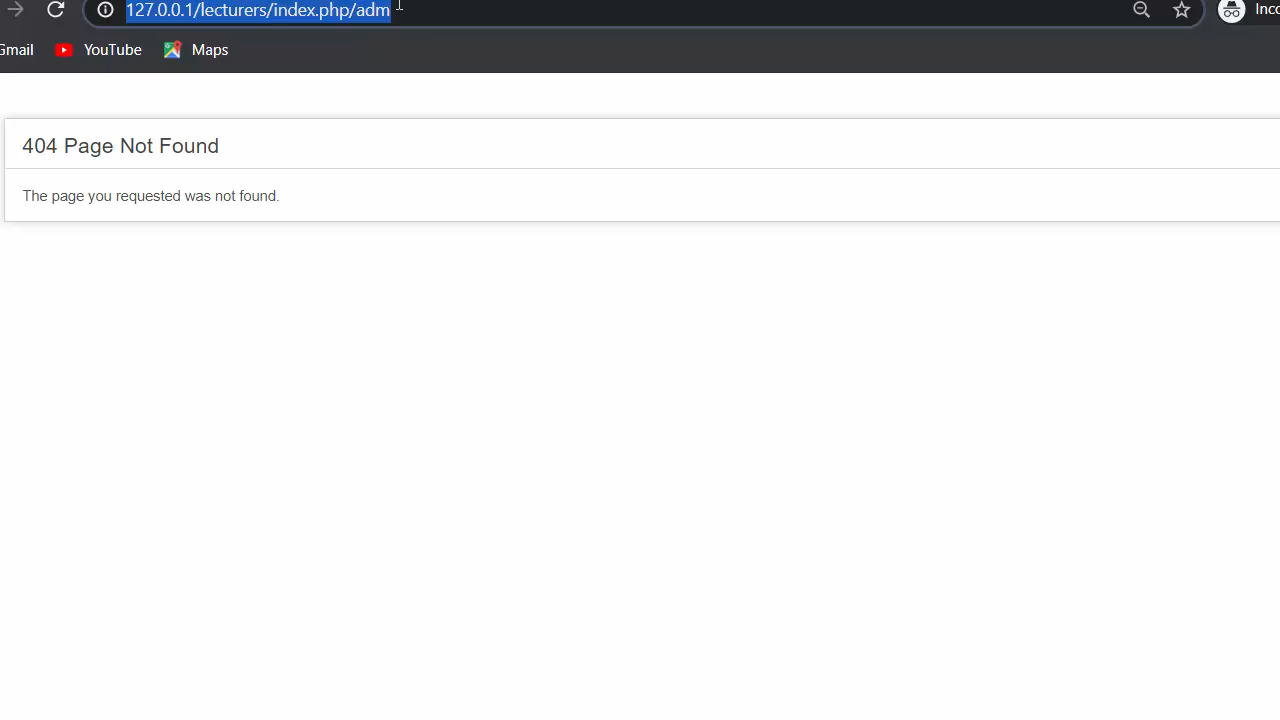 127.0.0.1/lecturers/index.php/adm
Inco
Gmail YouTube Maps
404 Page Not Found
The page you requested was not found.